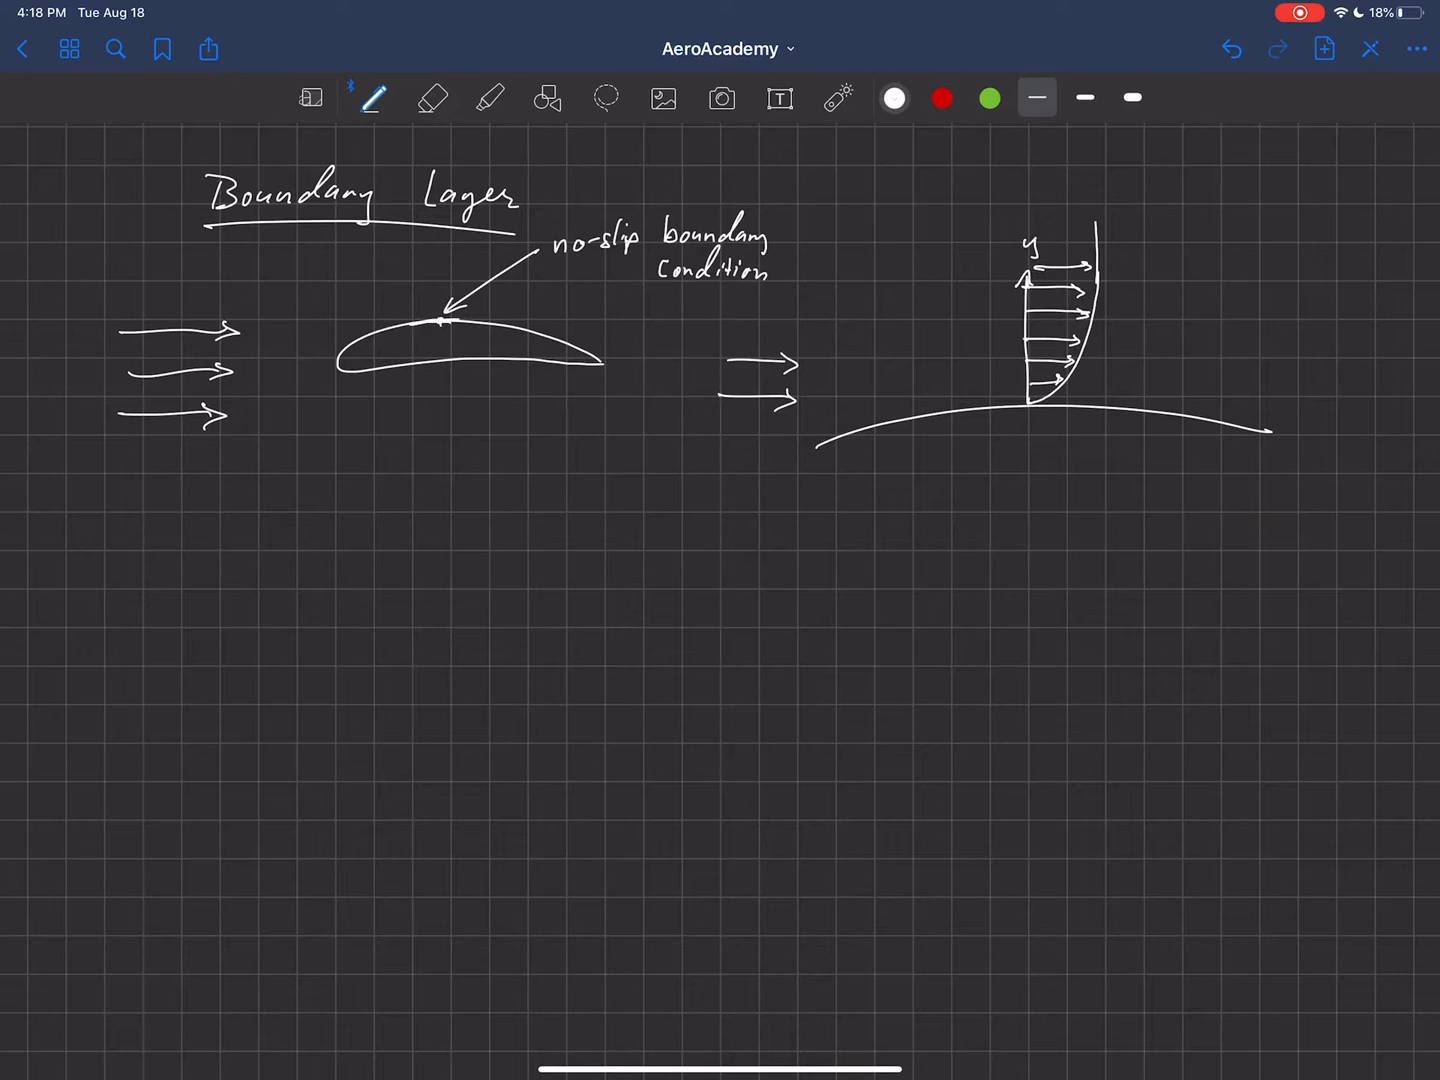 4:18 PM Tue Aug 18
18%
AeroAcademy
T
Boundary Layer
no-slip boundary
condition
y